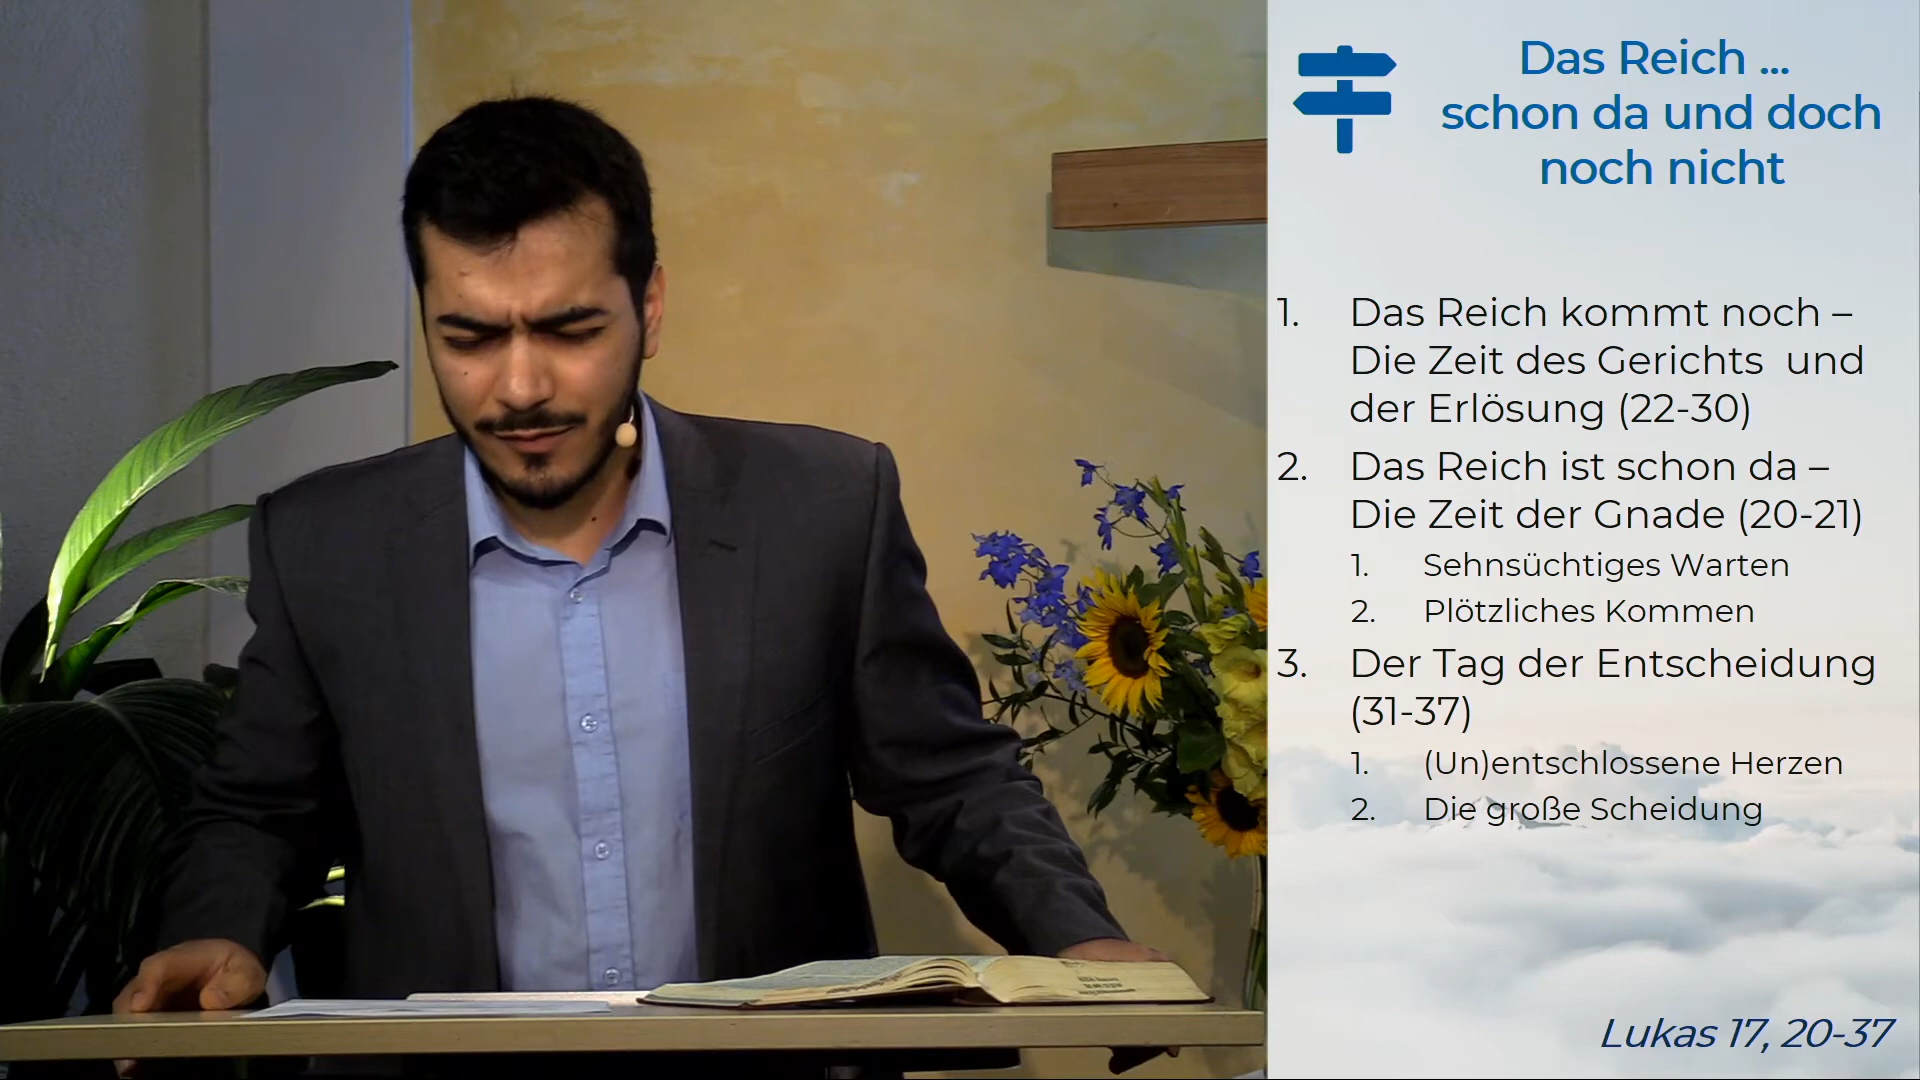 Das Reich ...
schon da und doch
noch nicht
1. Das Reich kommt noch –
Die Zeit des Gerichts und
der Erlösung (22-30)
2. Das Reich ist schon da –
Die Zeit der Gnade (20-21)
1. Sehnsüchtiges Warten
2. Plötzliches Kommen
3. Der Tag der Entscheidung
(31-37)
1. (Un)entschlossene Herzen
2. Die große Scheidung
Lukas 17, 20-37